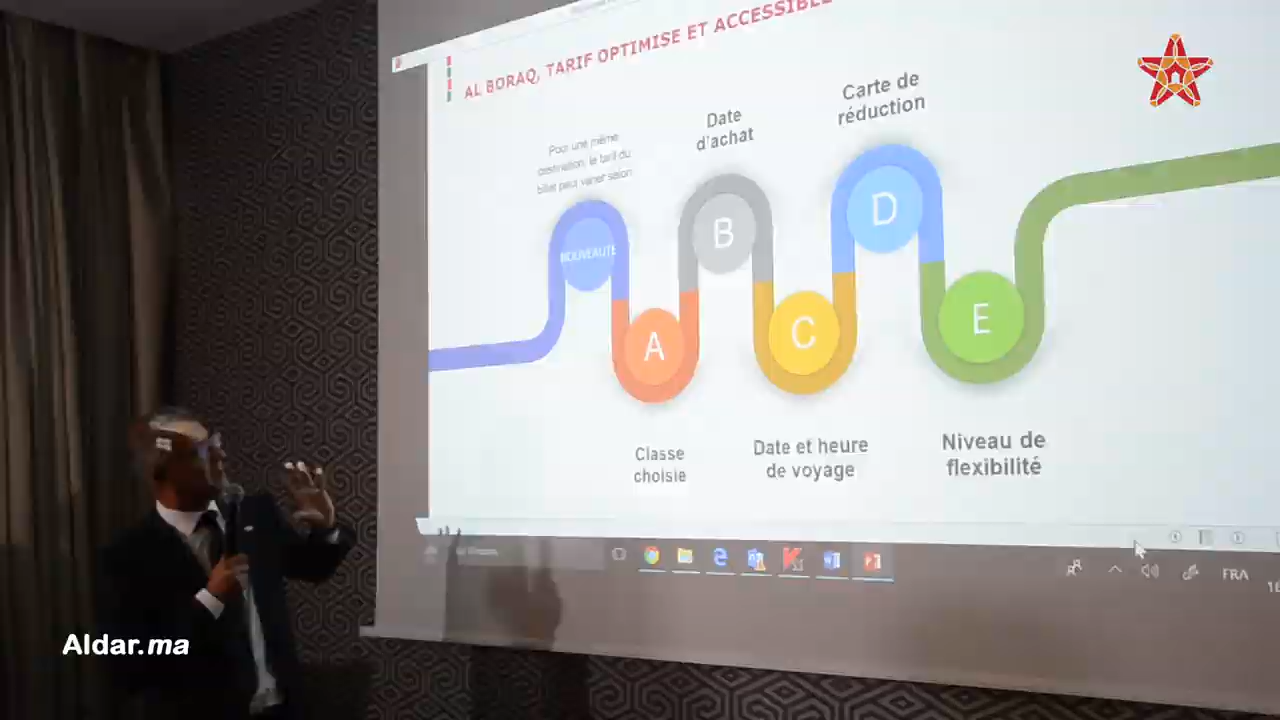 AL BORAQ, TARIF OPTIMISE ET ACCESSIBLE
Pour une même
destination, le tarif du
billet peut varier selon
NOUVEAUTE
Date
d'achat
Carte de
réduction
A
B
C
D
E
Classe
choisie
Date et heure
de voyage
Niveau de
flexibilité
FRA
Aldar.ma